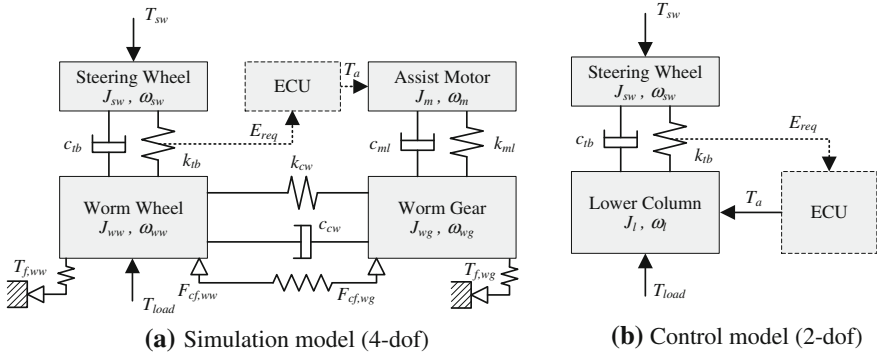 T_sw
Steering Wheel
J_sw , ω_sw
ECU
T_a
Assist Motor
J_m , ω_m
c_tb
k_tb
E_req
c_ml
k_ml
k_cw
Worm Wheel
J_ww , ω_ww
c_cw
Worm Gear
J_wg , ω_wg
T_f,ww
T_load
F_cf,ww
F_cf,wg
T_f,wg
(a) Simulation model (4-dof)
T_sw
Steering Wheel
J_sw , ω_sw
c_tb
k_tb
E_req
Lower Column
J_l , ω_l
T_a
ECU
T_load
(b) Control model (2-dof)